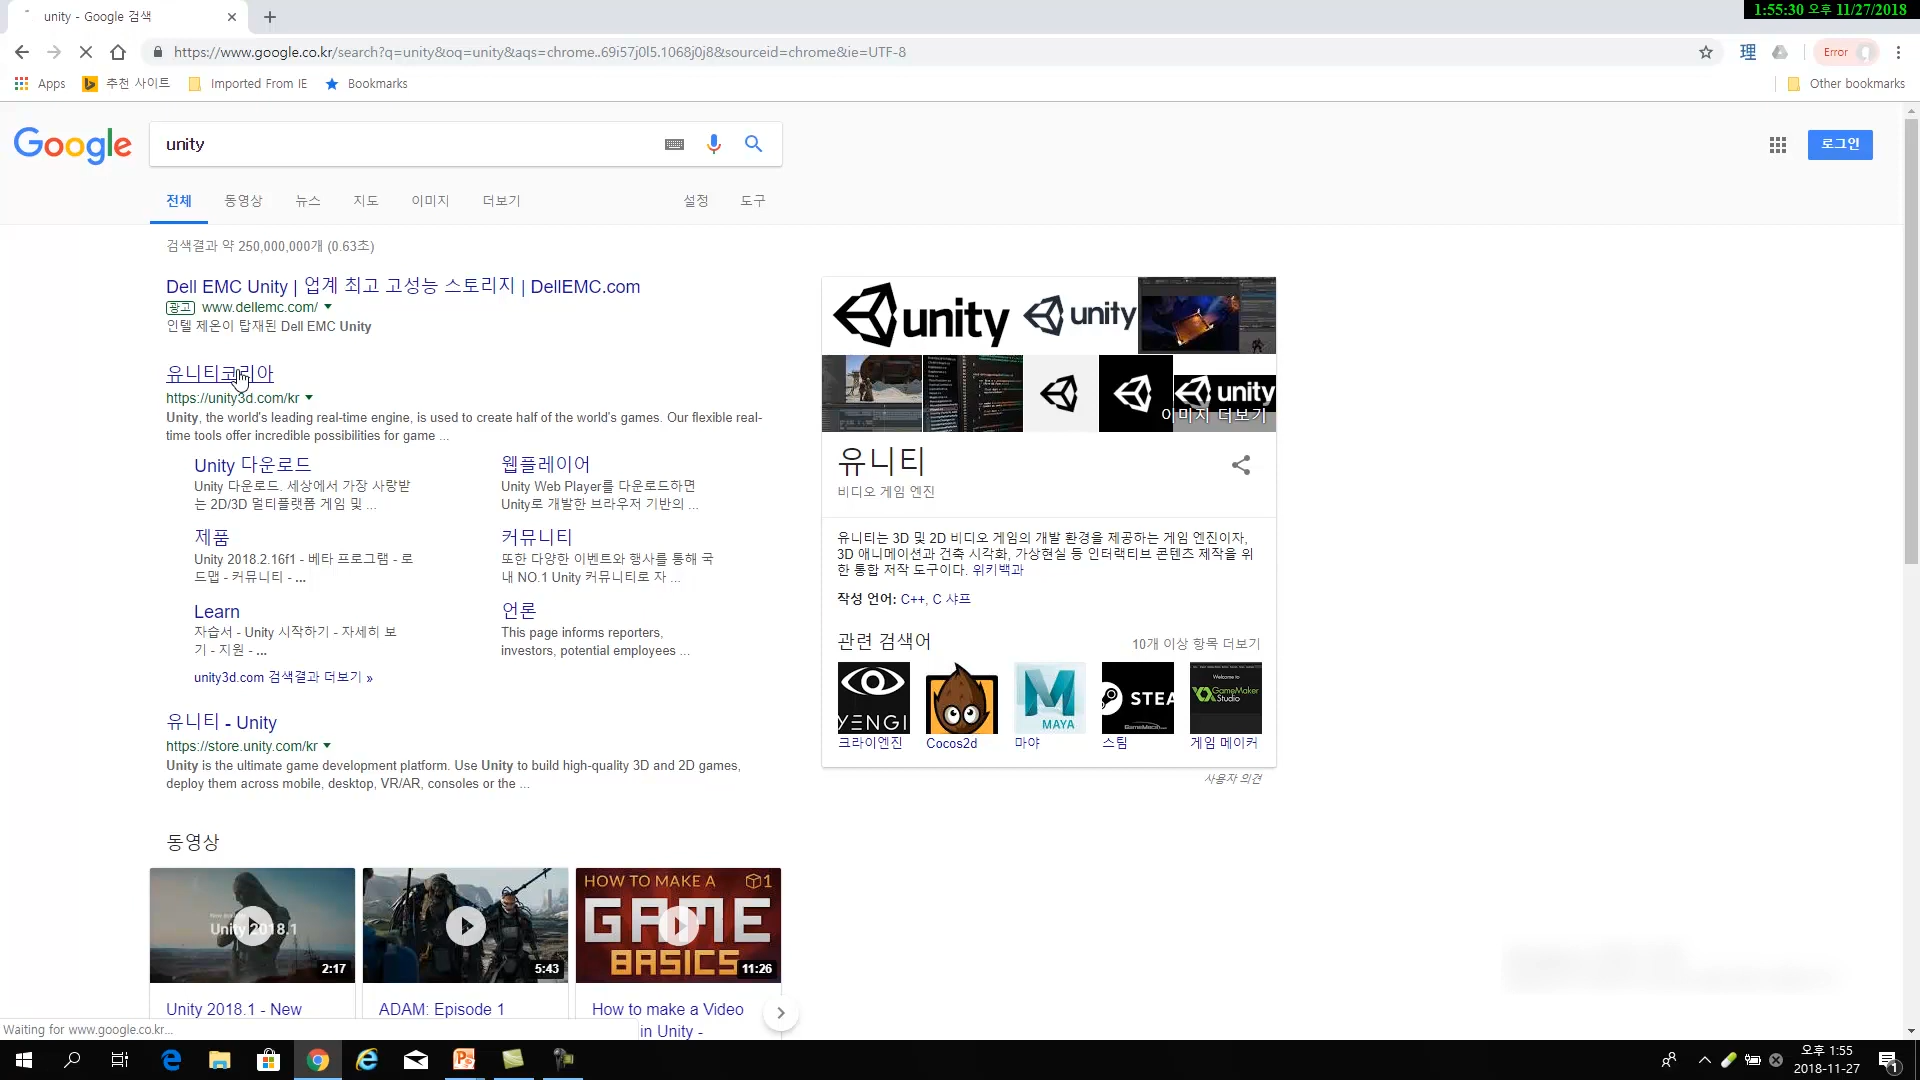 unity - Google 검색
1:55:30 오후 11/27/2018
https://www.google.co.kr/search?q=unity&oq=unity&aqs=chrome..69i57j0l5.1068j0j8&sourceid=chrome&ie=UTF-8
Error
Apps
추천 사이트
Imported From IE
Bookmarks
Other bookmarks
Google
unity
로그인
전체
동영상
뉴스
지도
이미지
더보기
설정
도구
검색결과 약 250,000,000개 (0.63초)
Dell EMC Unity | 업계 최고 고성능 스토리지 | DellEMC.com
광고 www.dellemc.com/
인텔 제온이 탑재된 Dell EMC Unity
유니티코리아
https://unity3d.com/kr
Unity, the world's leading real-time engine, is used to create half of the world's games. Our flexible real-
time tools offer incredible possibilities for game ...
Unity 다운로드
Unity 다운로드. 세상에서 가장 사랑받
는 2D/3D 멀티플랫폼 게임 및 ...
웹플레이어
Unity Web Player를 다운로드하면
Unity로 개발한 브라우저 기반의 ...
제품
Unity 2018.2.16f1 - 베타 프로그램 - 로
드맵 - 커뮤니티 - ...
커뮤니티
또한 다양한 이벤트와 행사를 통해 국
내 NO.1 Unity 커뮤니티로 자 ...
Learn
자습서 - Unity 시작하기 - 자세히 보
기 - 지원 - ...
언론
This page informs reporters,
investors, potential employees ...
unity3d.com 검색결과 더보기 »
유니티 - Unity
https://store.unity.com/kr
Unity is the ultimate game development platform. Use Unity to build high-quality 3D and 2D games,
deploy them across mobile, desktop, VR/AR, consoles or the ...
동영상
New
Unity 2018.1
2:17
5:43
HOW TO MAKE A
1
GAME
BASICS
11:26
Unity 2018.1 - New
ADAM: Episode 1
How to make a Video
in Unity -
unity
unity
unity
이미지 더보기
유니티
비디오 게임 엔진
유니티는 3D 및 2D 비디오 게임의 개발 환경을 제공하는 게임 엔진이자,
3D 애니메이션과 건축 시각화, 가상현실 등 인터랙티브 콘텐츠 제작을 위
한 통합 저작 도구이다. 위키백과
작성 언어: C++, C 샤프
관련 검색어
10개 이상 항목 더보기
YENGI
MAYA
STEA
Welcome to
GameMaker
Studio
크라이엔진
Cocos2d
마야
스팀
게임 메이커
사용자 의견
Waiting for www.google.co.kr...
오후 1:55
2018-11-27
1